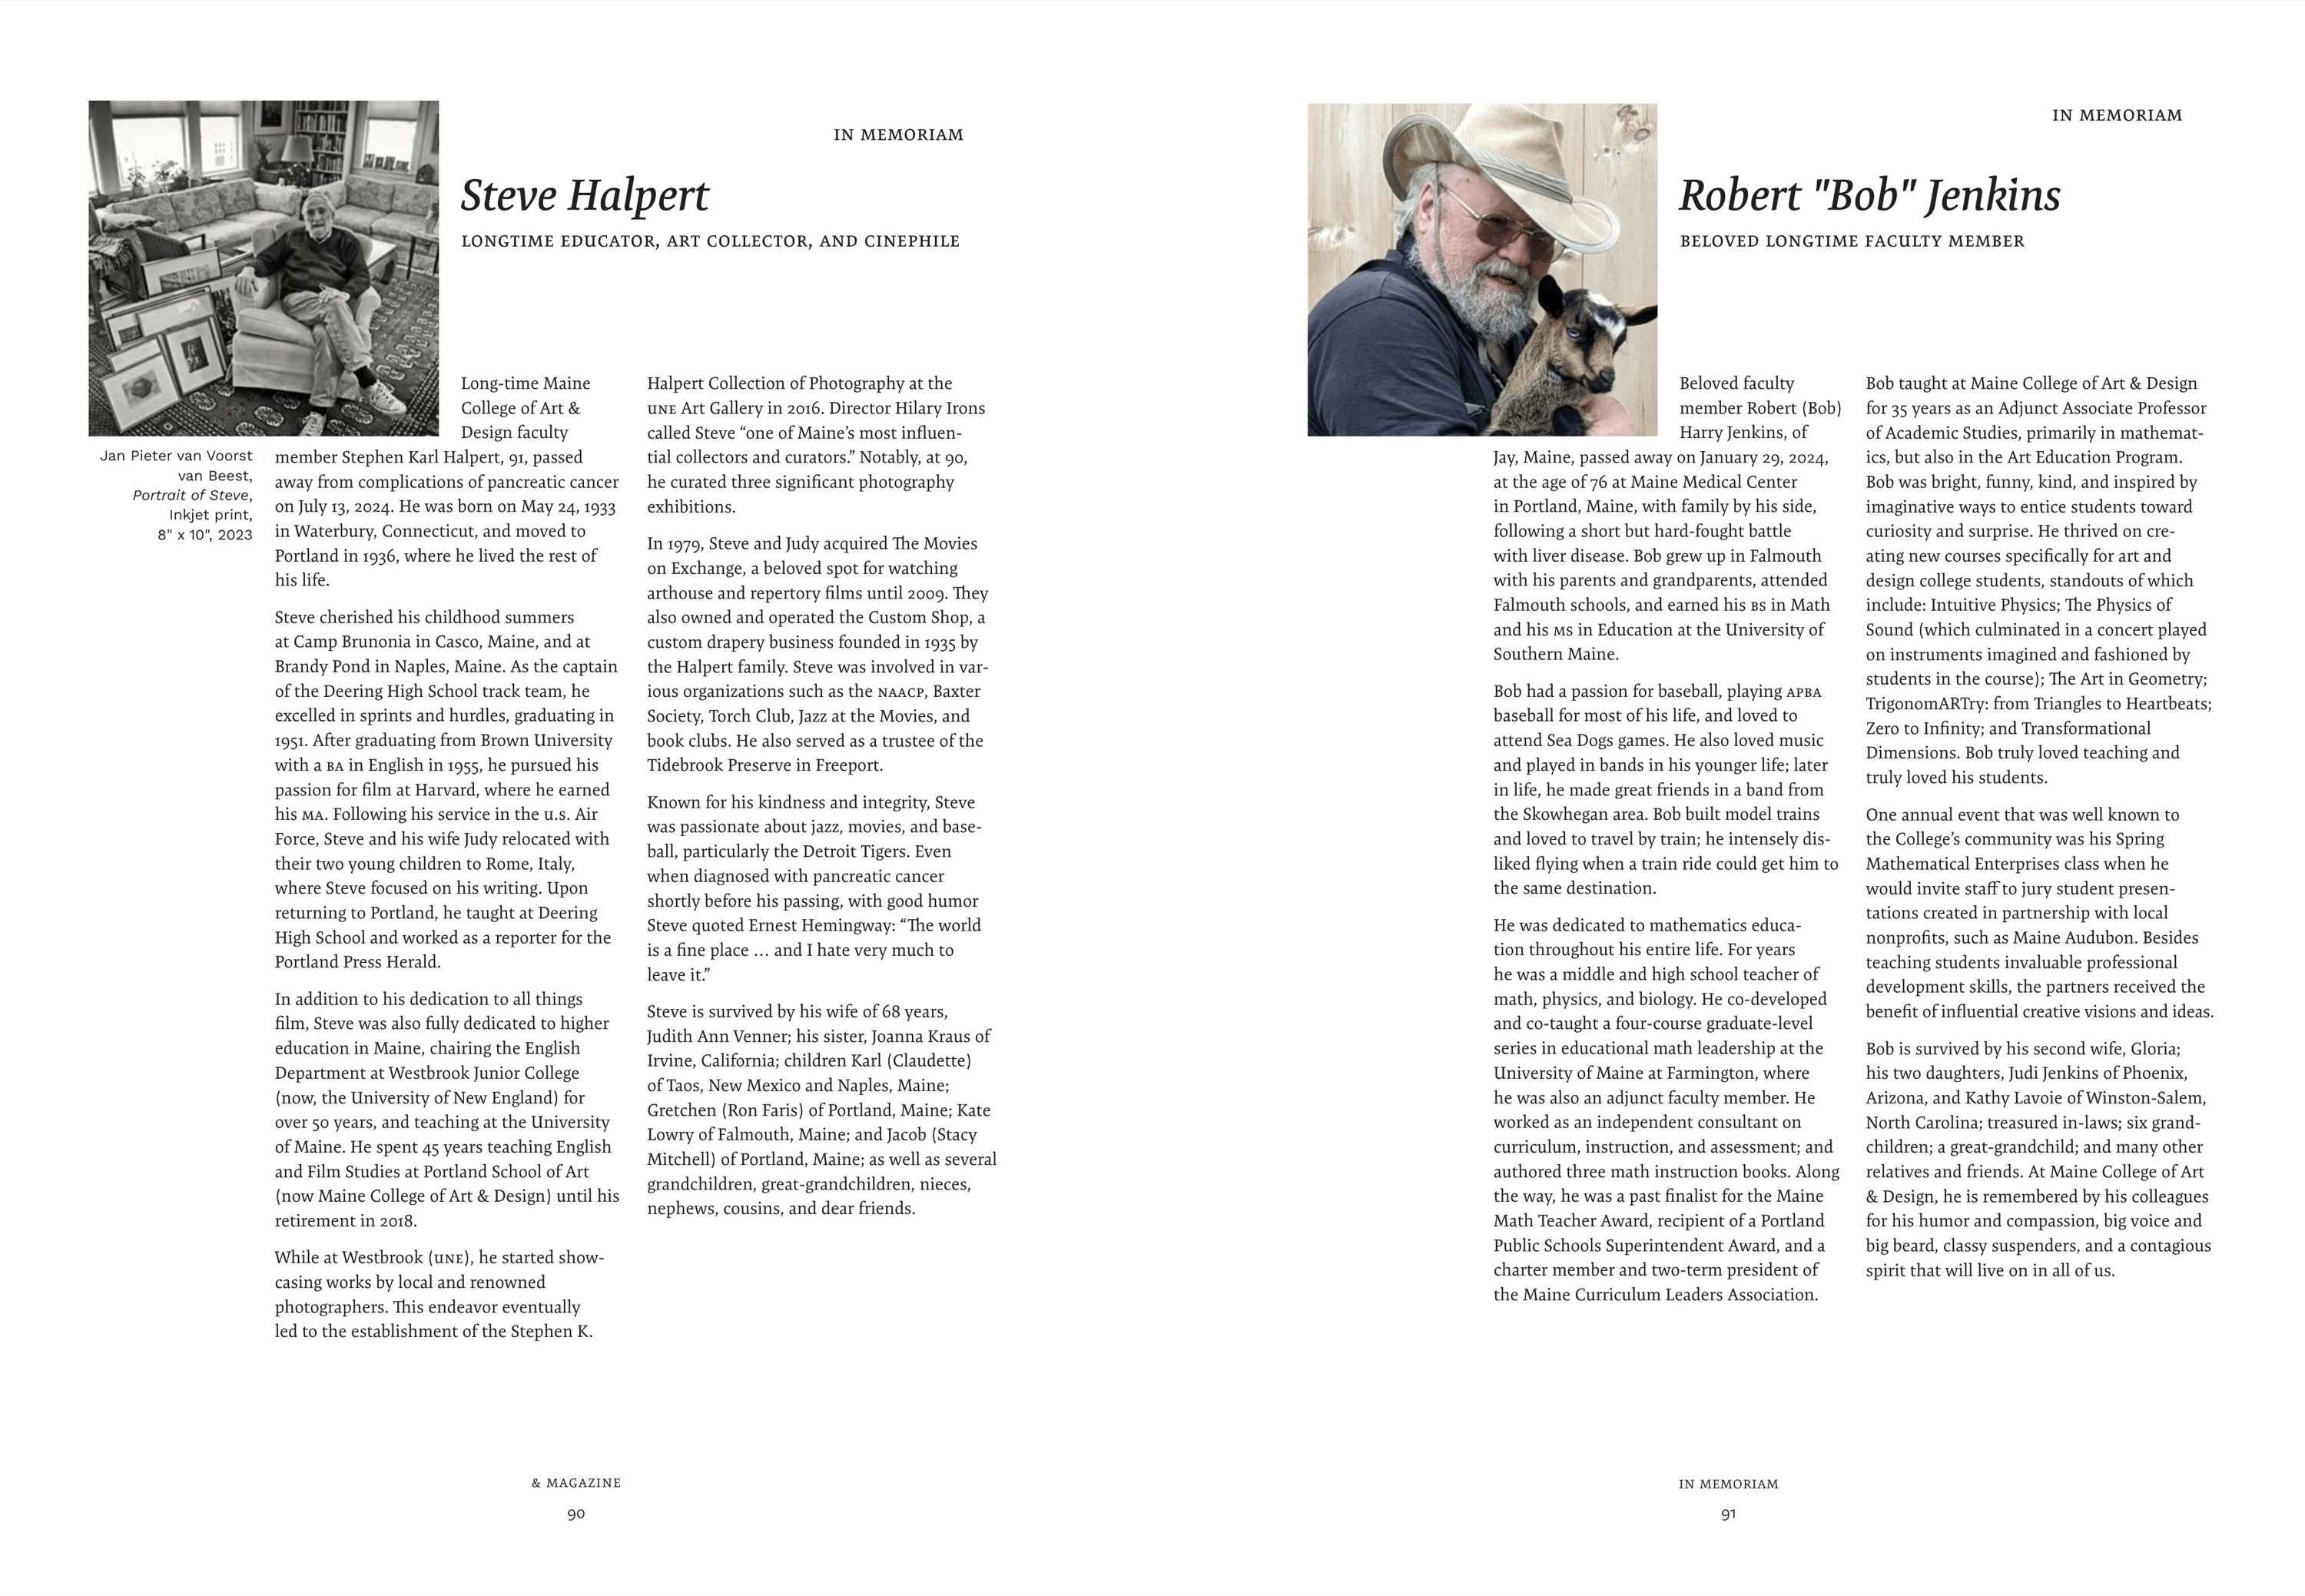 IN MEMORIAM
Steve Halpert
LONGTIME EDUCATOR, ART COLLECTOR, AND CINEPHILE
Jan Pieter van Voorst
van Beest,
Portrait of Steve,
Inkjet print,
8" x 10", 2023
Long-time Maine
College of Art &
Design faculty
member Stephen Karl Halpert, 91, passed
away from complications of pancreatic cancer
on July 13, 2024. He was born on May 24, 1933
in Waterbury, Connecticut, and moved to
Portland in 1936, where he lived the rest of
his life.
Steve cherished his childhood summers
at Camp Brunonia in Casco, Maine, and at
Brandy Pond in Naples, Maine. As the captain
of the Deering High School track team, he
excelled in sprints and hurdles, graduating in
1951. After graduating from Brown University
with a BA in English in 1955, he pursued his
passion for film at Harvard, where he earned
his MA. Following his service in the U.S. Air
Force, Steve and his wife Judy relocated with
their two young children to Rome, Italy,
where Steve focused on his writing. Upon
returning to Portland, he taught at Deering
High School and worked as a reporter for the
Portland Press Herald.
In addition to his dedication to all things
film, Steve was also fully dedicated to higher
education in Maine, chairing the English
Department at Westbrook Junior College
(now, the University of New England) for
over 50 years, and teaching at the University
of Maine. He spent 45 years teaching English
and Film Studies at Portland School of Art
(now Maine College of Art & Design) until his
retirement in 2018.
While at Westbrook (UNE), he started show-
casing works by local and renowned
photographers. This endeavor eventually
led to the establishment of the Stephen K.
Halpert Collection of Photography at the
UNE Art Gallery in 2016. Director Hilary Irons
called Steve “one of Maine’s most influen-
tial collectors and curators.” Notably, at 90,
he curated three significant photography
exhibitions.
In 1979, Steve and Judy acquired The Movies
on Exchange, a beloved spot for watching
arthouse and repertory films until 2009. They
also owned and operated the Custom Shop, a
custom drapery business founded in 1935 by
the Halpert family. Steve was involved in var-
ious organizations such as the NAACP, Baxter
Society, Torch Club, Jazz at the Movies, and
book clubs. He also served as a trustee of the
Tidebrook Preserve in Freeport.
Known for his kindness and integrity, Steve
was passionate about jazz, movies, and base-
ball, particularly the Detroit Tigers. Even
when diagnosed with pancreatic cancer
shortly before his passing, with good humor
Steve quoted Ernest Hemingway: “The world
is a fine place … and I hate very much to
leave it.”
Steve is survived by his wife of 68 years,
Judith Ann Venner; his sister, Joanna Kraus of
Irvine, California; children Karl (Claudette)
of Taos, New Mexico and Naples, Maine;
Gretchen (Ron Faris) of Portland, Maine; Kate
Lowry of Falmouth, Maine; and Jacob (Stacy
Mitchell) of Portland, Maine; as well as several
grandchildren, great-grandchildren, nieces,
nephews, cousins, and dear friends.
& MAGAZINE
90
IN MEMORIAM
Robert "Bob" Jenkins
BELOVED LONGTIME FACULTY MEMBER
Beloved faculty
member Robert (Bob)
Harry Jenkins, of
Jay, Maine, passed away on January 29, 2024,
at the age of 76 at Maine Medical Center
in Portland, Maine, with family by his side,
following a short but hard-fought battle
with liver disease. Bob grew up in Falmouth
with his parents and grandparents, attended
Falmouth schools, and earned his BS in Math
and his MS in Education at the University of
Southern Maine.
Bob had a passion for baseball, playing APBA
baseball for most of his life, and loved to
attend Sea Dogs games. He also loved music
and played in bands in his younger life; later
in life, he made great friends in a band from
the Skowhegan area. Bob built model trains
and loved to travel by train; he intensely dis-
liked flying when a train ride could get him to
the same destination.
He was dedicated to mathematics educa-
tion throughout his entire life. For years
he was a middle and high school teacher of
math, physics, and biology. He co-developed
and co-taught a four-course graduate-level
series in educational math leadership at the
University of Maine at Farmington, where
he was also an adjunct faculty member. He
worked as an independent consultant on
curriculum, instruction, and assessment; and
authored three math instruction books. Along
the way, he was a past finalist for the Maine
Math Teacher Award, recipient of a Portland
Public Schools Superintendent Award, and a
charter member and two-term president of
the Maine Curriculum Leaders Association.
Bob taught at Maine College of Art & Design
for 35 years as an Adjunct Associate Professor
of Academic Studies, primarily in mathemat-
ics, but also in the Art Education Program.
Bob was bright, funny, kind, and inspired by
imaginative ways to entice students toward
curiosity and surprise. He thrived on cre-
ating new courses specifically for art and
design college students, standouts of which
include: Intuitive Physics; The Physics of
Sound (which culminated in a concert played
on instruments imagined and fashioned by
students in the course); The Art in Geometry;
TrigonomARTry: from Triangles to Heartbeats;
Zero to Infinity; and Transformational
Dimensions. Bob truly loved teaching and
truly loved his students.
One annual event that was well known to
the College’s community was his Spring
Mathematical Enterprises class when he
would invite staff to jury student presen-
tations created in partnership with local
nonprofits, such as Maine Audubon. Besides
teaching students invaluable professional
development skills, the partners received the
benefit of influential creative visions and ideas.
Bob is survived by his second wife, Gloria;
his two daughters, Judi Jenkins of Phoenix,
Arizona, and Kathy Lavoie of Winston-Salem,
North Carolina; treasured in-laws; six grand-
children; a great-grandchild; and many other
relatives and friends. At Maine College of Art
& Design, he is remembered by his colleagues
for his humor and compassion, big voice and
big beard, classy suspenders, and a contagious
spirit that will live on in all of us.
IN MEMORIAM
91